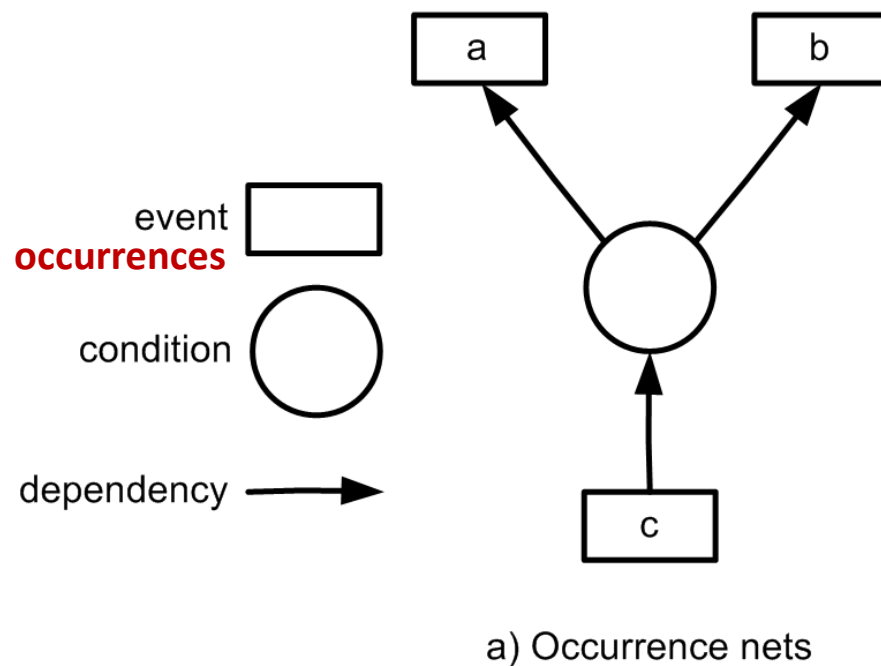 a
b
event
occurrences
condition
dependency
c
a) Occurrence nets